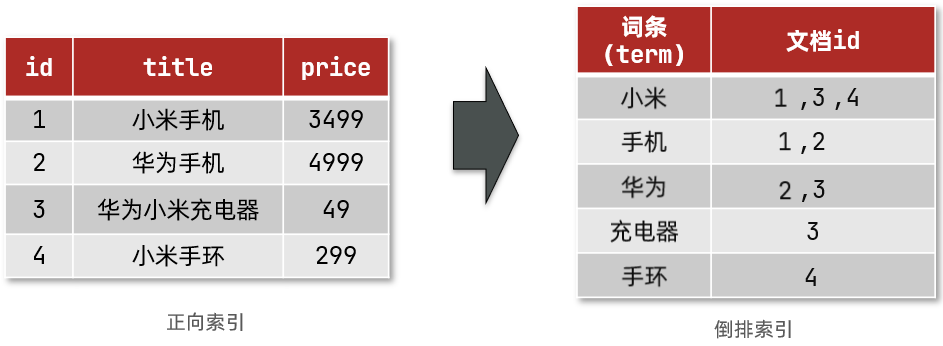 id title price
1 小米手机 3499
2 华为手机 4999
3 华为小米充电器 49
4 小米手环 299
正向索引
词条
(term) 文档id
小米 1 ,3 ,4
手机 1 ,2
华为 2 ,3
充电器 3
手环 4
倒排索引